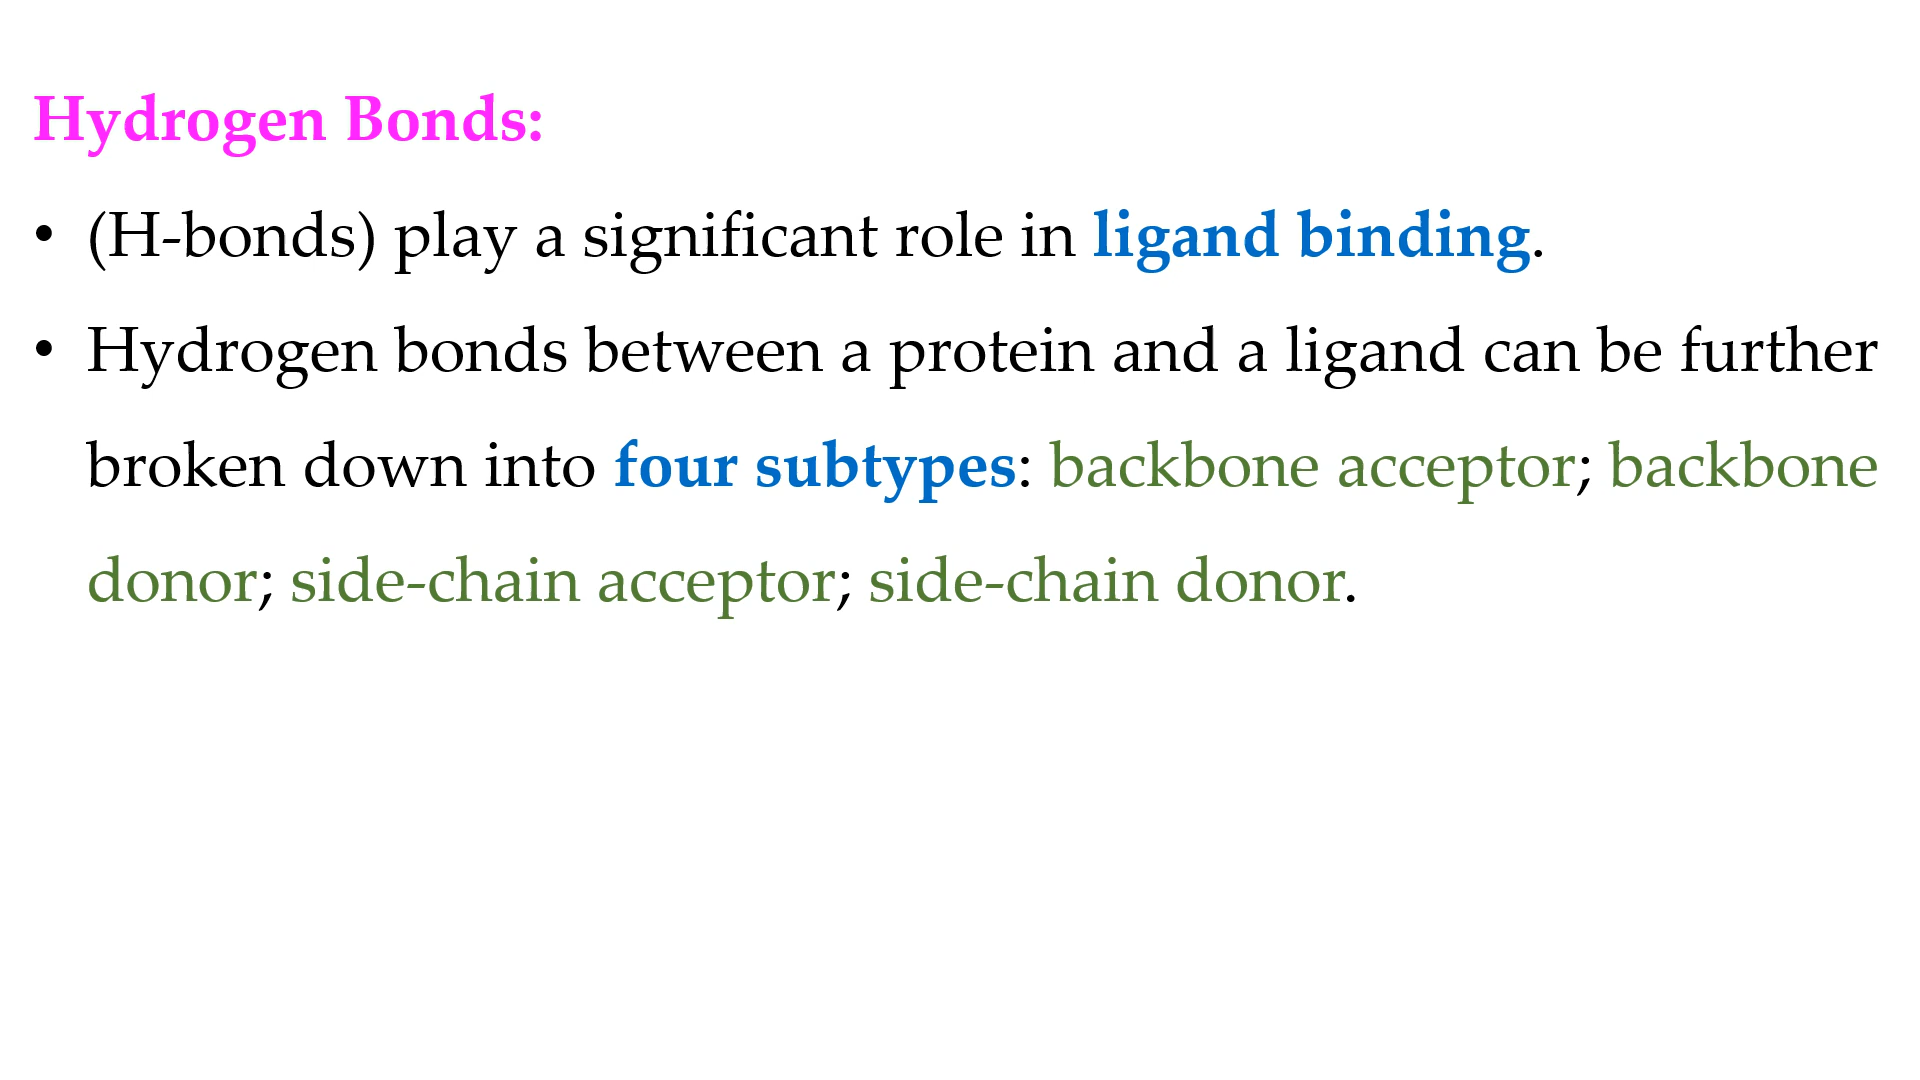 Hydrogen Bonds:
• (H-bonds) play a significant role in ligand binding.
• Hydrogen bonds between a protein and a ligand can be further
broken down into four subtypes: backbone acceptor; backbone
donor; side-chain acceptor; side-chain donor.